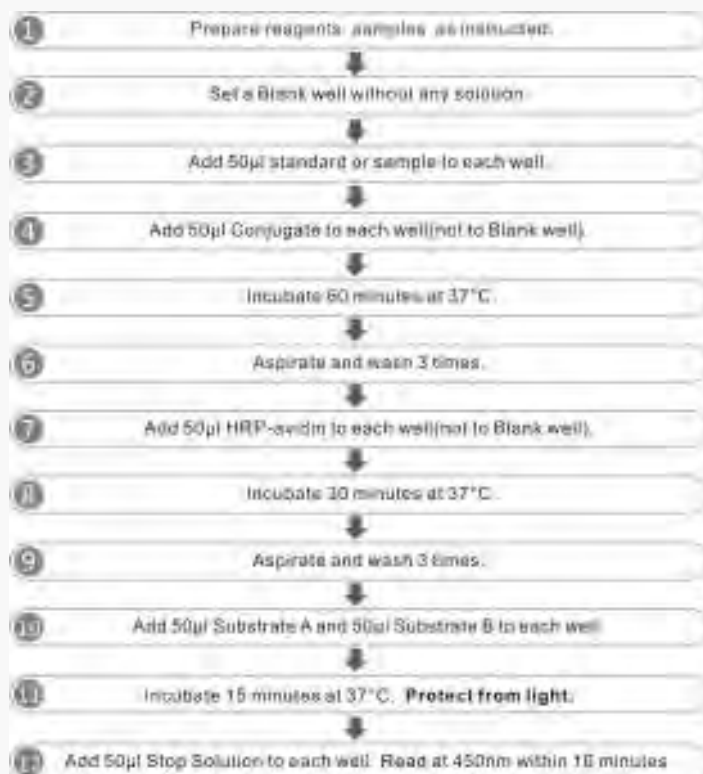 1 Prepare reagents, samples as instructed.
2 Set a Blank well without any solution
3 Add 50μl standard or sample to each well.
4 Add 50μl Conjugate to each well(not to Blank well).
5 Incubate 60 minutes at 37°C.
6 Aspirate and wash 3 times.
7 Add 50μl HRP-avidin to each well(not to Blank well).
8 Incubate 30 minutes at 37°C.
9 Aspirate and wash 3 times.
10 Add 50μl Substrate A and 50μl Substrate B to each well
11 Incubate 15 minutes at 37°C. Protect from light.
12 Add 50μl Stop Solution to each well. Read at 450nm within 10 minutes